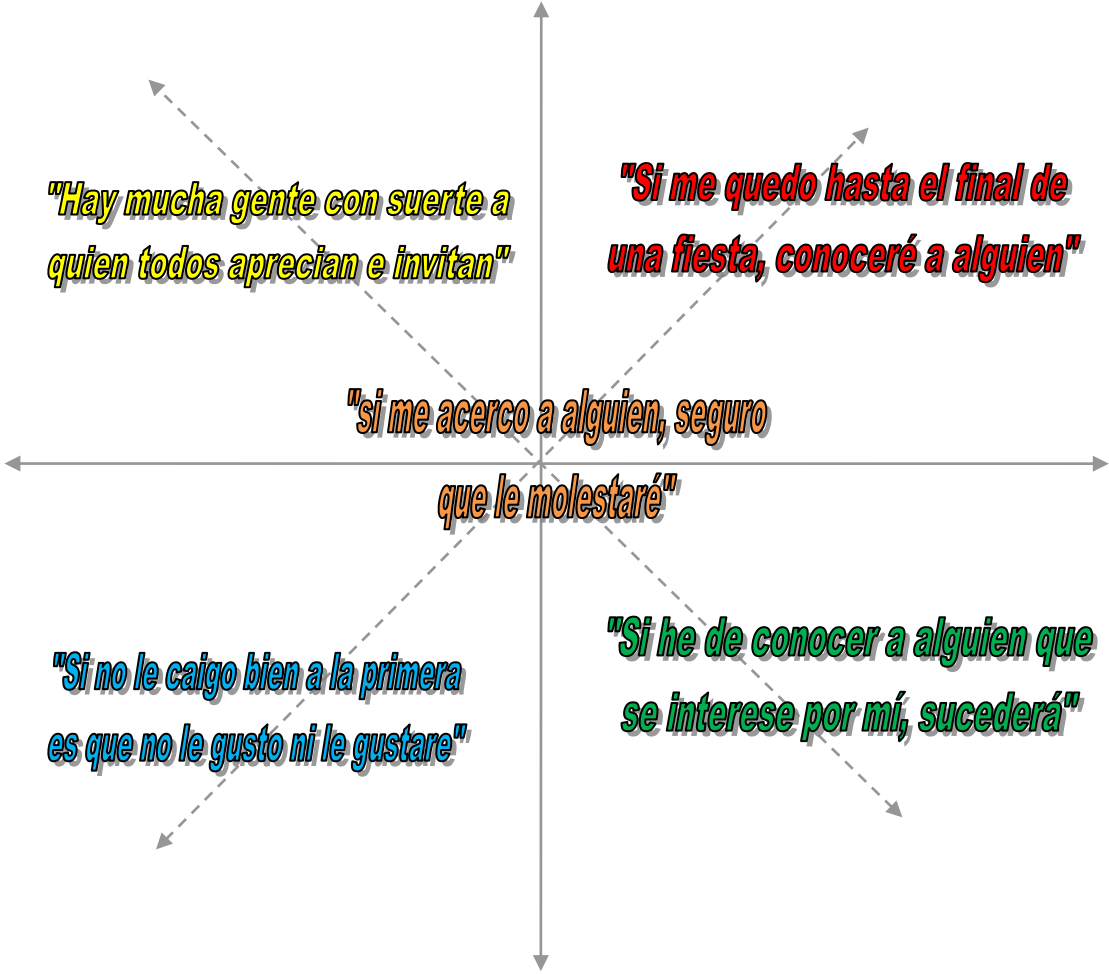 "Hay mucha gente con suerte a
quien todos aprecian e invitan"
"Si me quedo hasta el final de
una fiesta, conoceré a alguien"
"si me acerco a alguien, seguro
que le molestaré"
"Si no le caigo bien a la primera
es que no le gusto ni le gustare"
"Si he de conocer a alguien que
se interese por mí, sucederá"